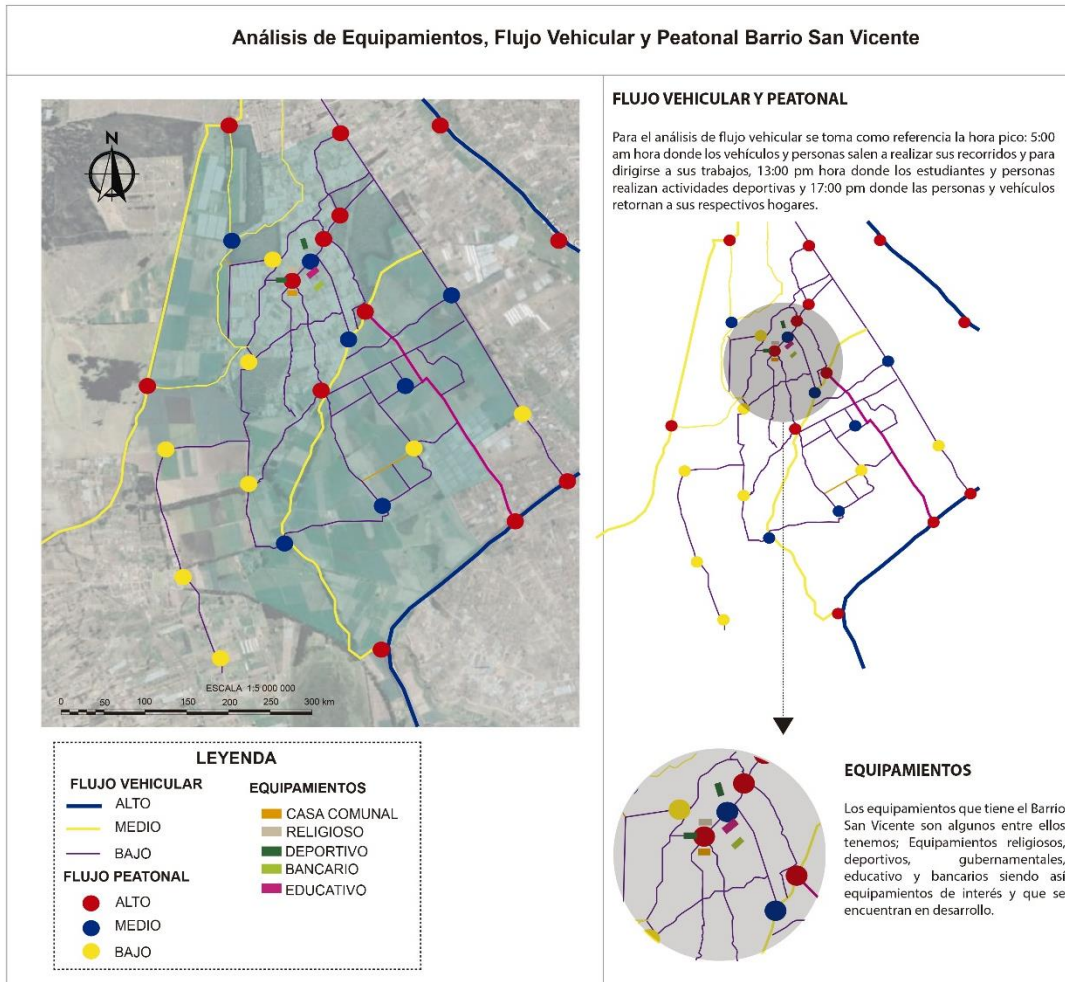 Análisis de Equipamientos, Flujo Vehicular y Peatonal Barrio San Vicente
N
ESCALA 1:5 000 000
0 50 100 150 200 250 300 km
LEYENDA
FLUJO VEHICULAR
ALTO
MEDIO
BAJO
FLUJO PEATONAL
ALTO
MEDIO
BAJO
EQUIPAMIENTOS
CASA COMUNAL
RELIGIOSO
DEPORTIVO
BANCARIO
EDUCATIVO
FLUJO VEHICULAR Y PEATONAL
Para el análisis de flujo vehicular se toma como referencia la hora pico: 5:00
am hora donde los vehículos y personas salen a realizar sus recorridos y para
dirigirse a sus trabajos, 13:00 pm hora donde los estudiantes y personas
realizan actividades deportivas y 17:00 pm donde las personas y vehículos
retornan a sus respectivos hogares.
EQUIPAMIENTOS
Los equipamientos que tiene el Barrio
San Vicente son algunos entre ellos
tenemos; Equipamientos religiosos,
deportivos, gubernamentales,
educativo y bancarios siendo así
equipamientos de interés y que se
encuentran en desarrollo.